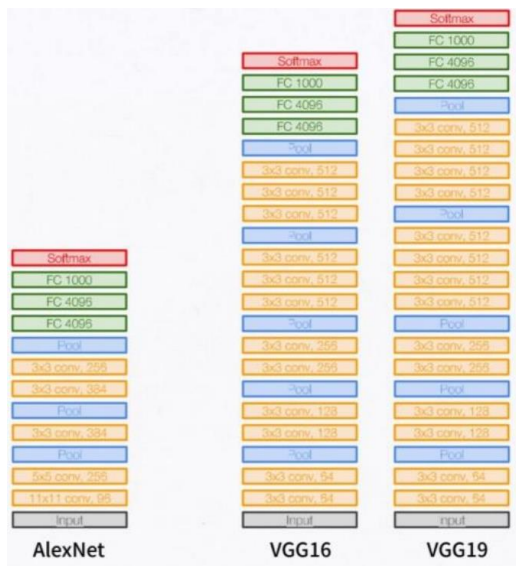 Softmax
FC 1000
FC 4096
FC 4096
Pool
3x3 conv, 256
3x3 conv, 384
Pool
3x3 conv, 384
Pool
5x5 conv, 256
11x11 conv, 96
Input
AlexNet
Softmax
FC 1000
FC 4096
FC 4096
Pool
3x3 conv, 512
3x3 conv, 512
3x3 conv, 512
Pool
3x3 conv, 512
3x3 conv, 512
3x3 conv, 512
Pool
3x3 conv, 256
3x3 conv, 256
Pool
3x3 conv, 128
3x3 conv, 128
Pool
3x3 conv, 64
3x3 conv, 64
Input
VGG16
Softmax
FC 1000
FC 4096
FC 4096
Pool
3x3 conv, 512
3x3 conv, 512
3x3 conv, 512
3x3 conv, 512
Pool
3x3 conv, 512
3x3 conv, 512
3x3 conv, 512
3x3 conv, 512
Pool
3x3 conv, 256
3x3 conv, 256
Pool
3x3 conv, 128
3x3 conv, 128
Pool
3x3 conv, 64
3x3 conv, 64
Input
VGG19